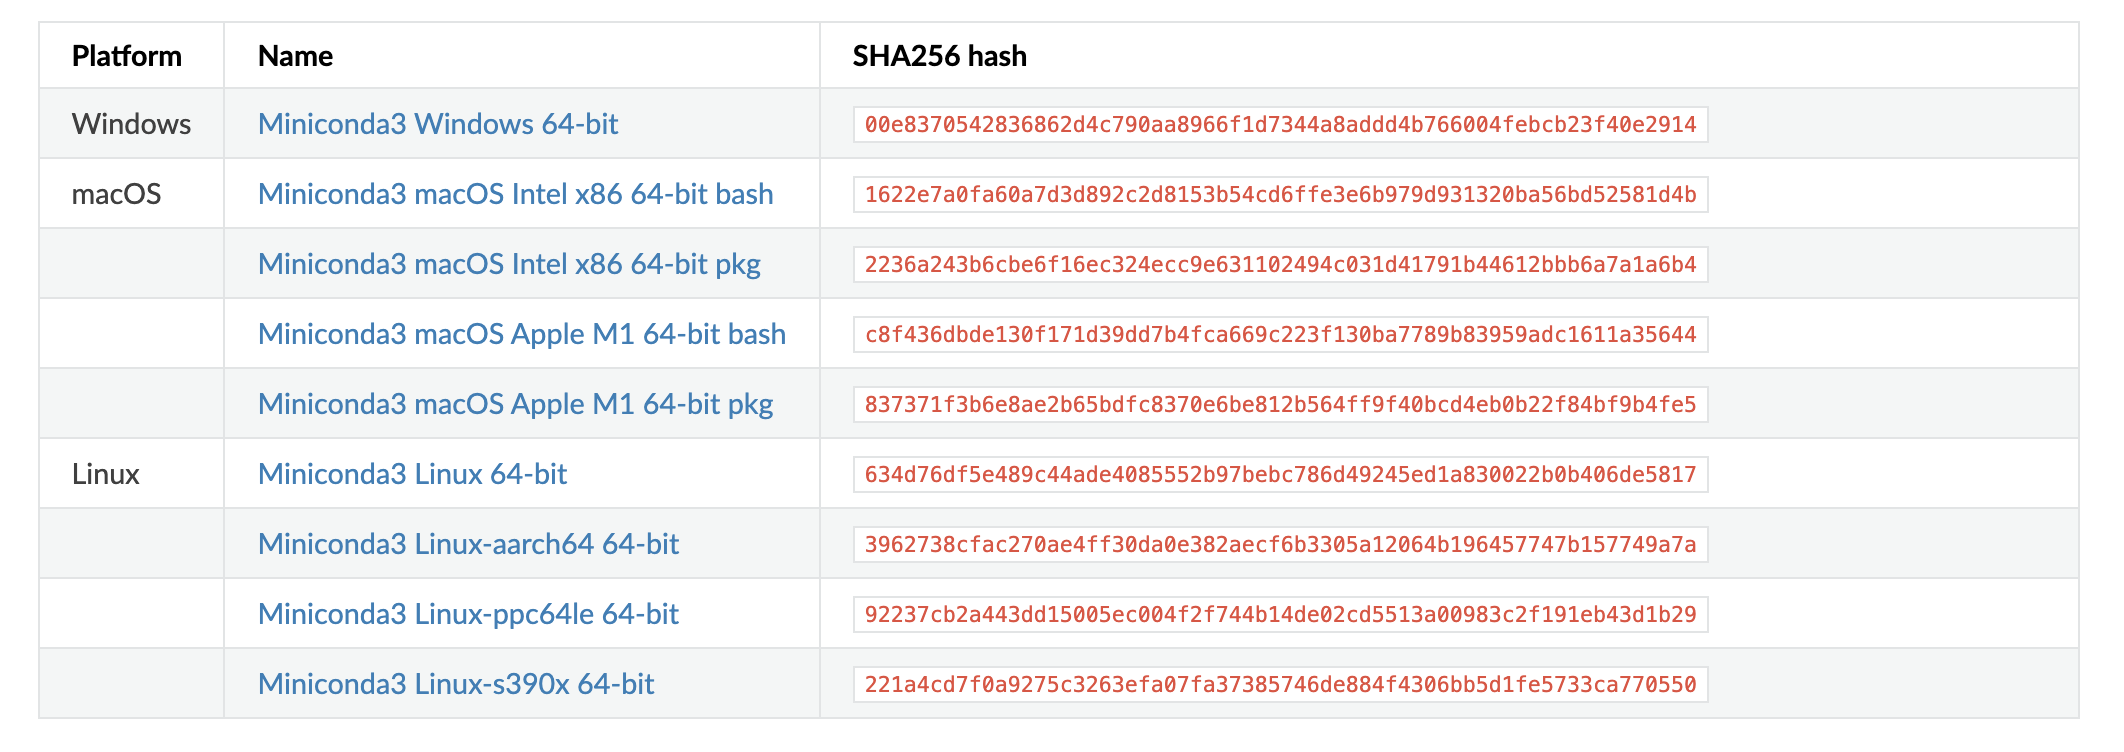 Platform Name SHA256 hash
Windows Miniconda3 Windows 64-bit 00e8370542836862d4c790aa8966f1d7344a8addd4b766004febcb23f40e2914
macOS Miniconda3 macOS Intel x86 64-bit bash 1622e7a0fa60a7d3d892c2d8153b54cd6ffe3e6b979d931320ba56bd52581d4b
Miniconda3 macOS Intel x86 64-bit pkg 2236a243b6cbe6f16ec324ecc9e631102494c031d41791b44612bbb6a7a1a6b4
Miniconda3 macOS Apple M1 64-bit bash c8f436dbde130f171d39dd7b4fca669c223f130ba7789b83959adc1611a35644
Miniconda3 macOS Apple M1 64-bit pkg 837371f3b6e8ae2b65bdfc8370e6be812b564ff9f40bcd4eb0b22f84bf9b4fe5
Linux Miniconda3 Linux 64-bit 634d76df5e489c44ade4085552b97bebc786d49245ed1a830022b0b406de5817
Miniconda3 Linux-aarch64 64-bit 3962738cfac270ae4ff30da0e382aecf6b3305a12064b196457747b157749a7a
Miniconda3 Linux-ppc64le 64-bit 92237cb2a443dd15005ec004f2f744b14de02cd5513a00983c2f191eb43d1b29
Miniconda3 Linux-s390x 64-bit 221a4cd7f0a9275c3263efa07fa37385746de884f4306bb5d1fe5733ca770550